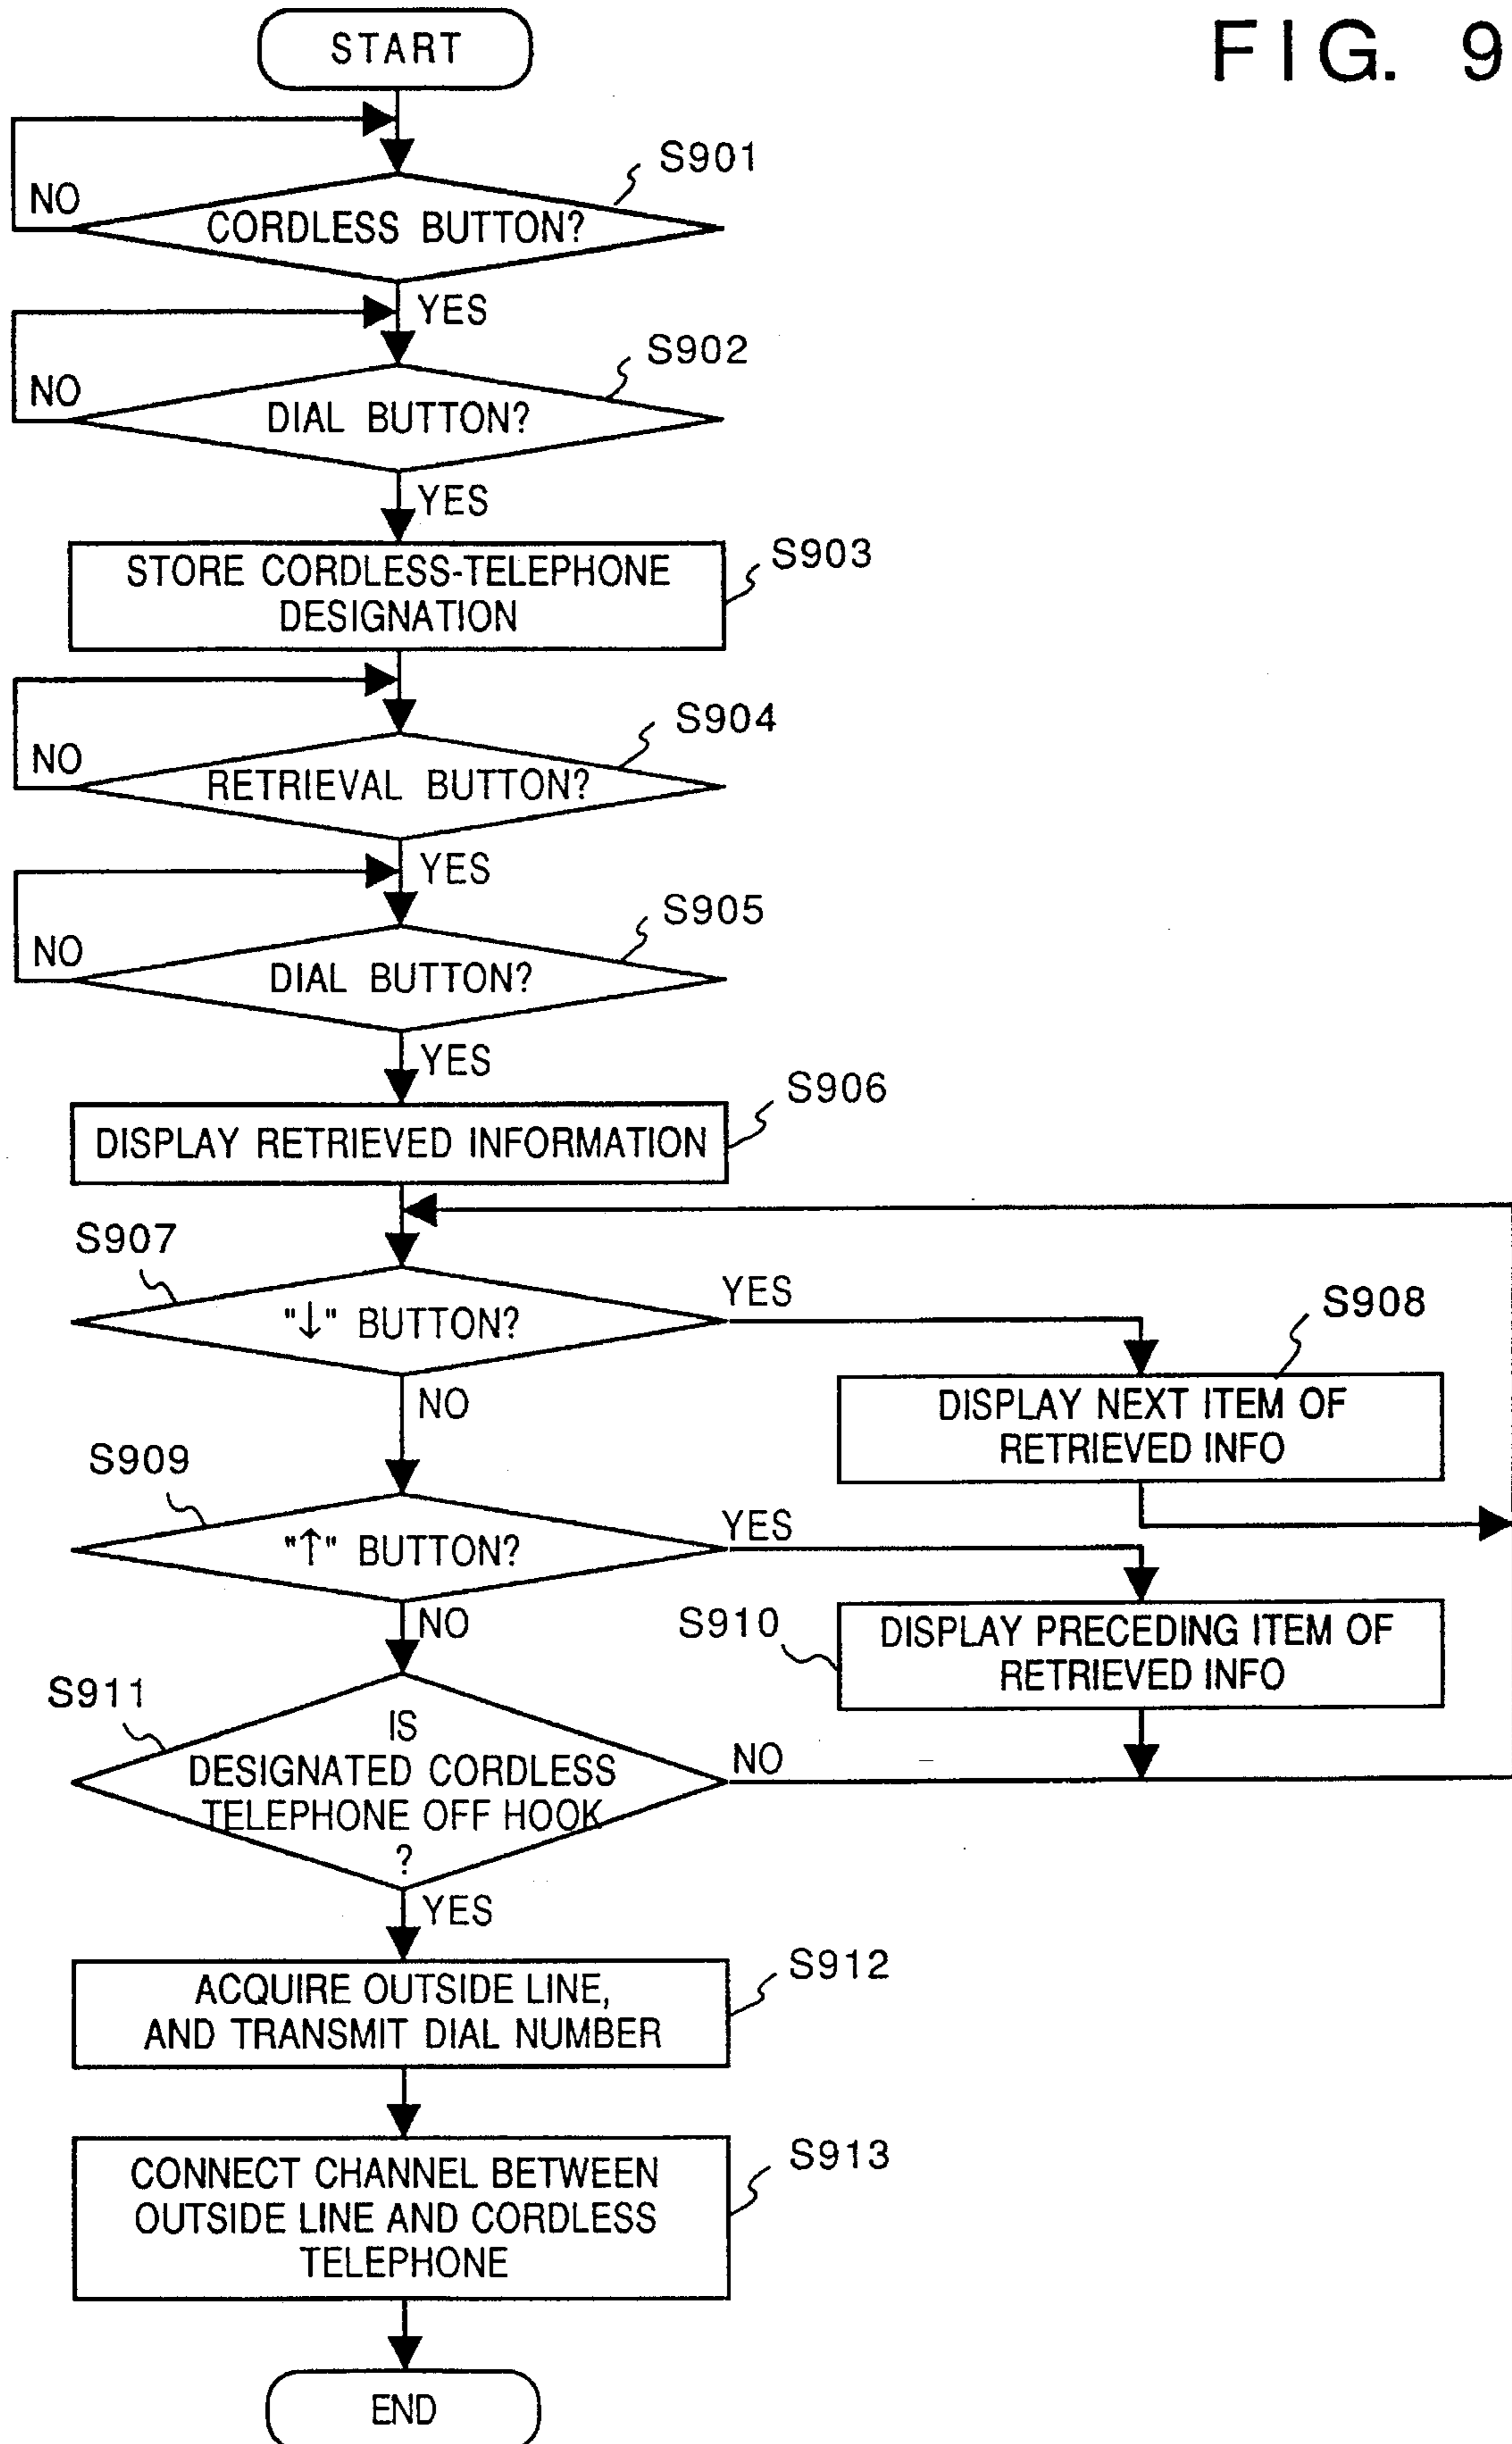 FIG. 9
START
S901
NO
CORDLESS BUTTON?
YES
S902
NO
DIAL BUTTON?
YES
S903
STORE CORDLESS-TELEPHONE
DESIGNATION
S904
NO
RETRIEVAL BUTTON?
YES
S905
NO
DIAL BUTTON?
YES
S906
DISPLAY RETRIEVED INFORMATION
S907
"↓" BUTTON?
YES
S908
DISPLAY NEXT ITEM OF
RETRIEVED INFO
NO
S909
"↑" BUTTON?
YES
S910
DISPLAY PRECEDING ITEM OF
RETRIEVED INFO
NO
S911
IS
DESIGNATED CORDLESS
TELEPHONE OFF HOOK
?
NO
YES
S912
ACQUIRE OUTSIDE LINE,
AND TRANSMIT DIAL NUMBER
S913
CONNECT CHANNEL BETWEEN
OUTSIDE LINE AND CORDLESS
TELEPHONE
END